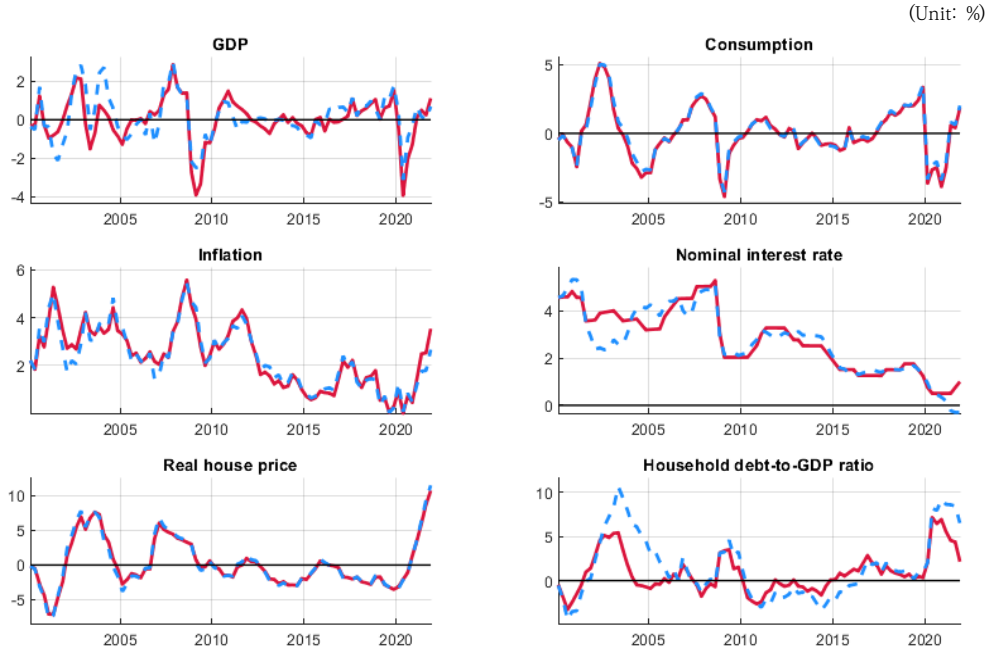 (Unit: %)
GDP
Consumption
2
0
-2
-4
2005 2010 2015 2020
5
0
-5
2005 2010 2015 2020
Inflation
Nominal interest rate
6
4
2
2005 2010 2015 2020
4
2
0
2005 2010 2015 2020
Real house price
Household debt-to-GDP ratio
10
5
0
-5
2005 2010 2015 2020
10
5
0
2005 2010 2015 2020